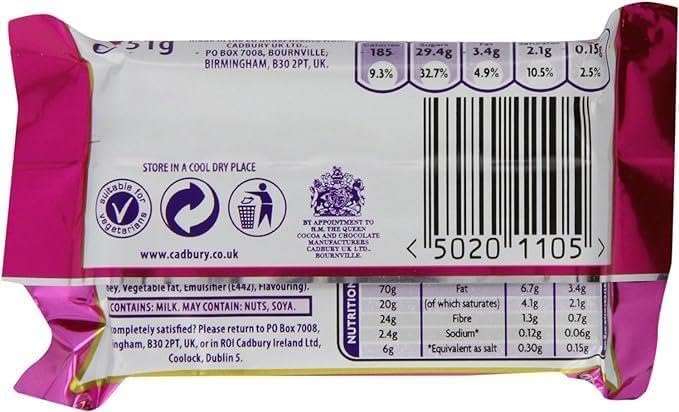 51g
CADBURY UK LTD.,
PO BOX 7008, BOURNVILLE,
BIRMINGHAM, B30 2PT, UK.
Calories Sugars Fat
185 29.4g 3.4g 2.1g 0.15g
9.3% 32.7% 4.9% 10.5% 2.5%
STORE IN A COOL DRY PLACE
suitable for vegetarians
www.cadbury.co.uk
BY APPOINTMENT TO
H.M. THE QUEEN
COCOA AND CHOCOLATE
MANUFACTURERS
CADBURY UK LTD.,
BOURNVILLE.
< 5020 1105 >
Vegetable fat, Emulsifier (E442), Flavouring).
CONTAINS: MILK. MAY CONTAIN: NUTS, SOYA.
satisfied? Please return to PO Box 7008,
B30 2PT, UK, or in ROI Cadbury Ireland Ltd,
Coolock, Dublin 5.
NUTRITION
70g Fat 6.7g 3.4g
20g (of which saturates) 4.1g 2.1g
24g Fibre 1.3g 0.7g
2.4g Sodium* 0.12g 0.06g
6g *Equivalent as salt 0.30g 0.15g